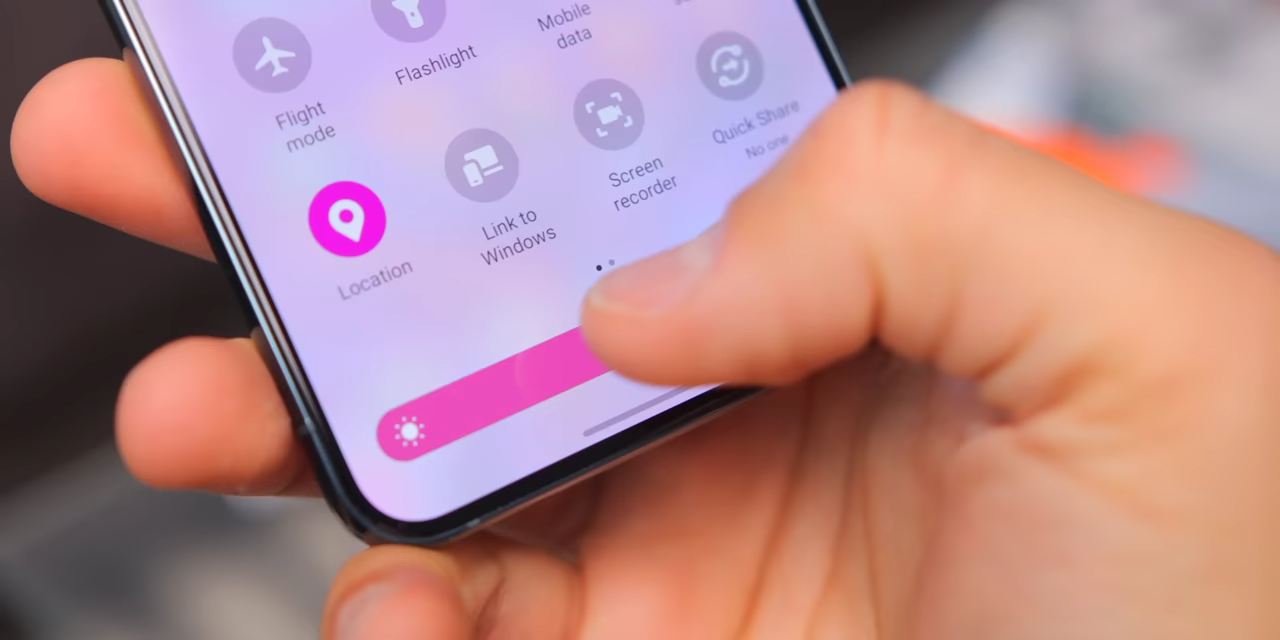 Flashlight
Mobile
data
Flight
mode
Quick Share
No one
Screen
recorder
Link to
Windows
Location